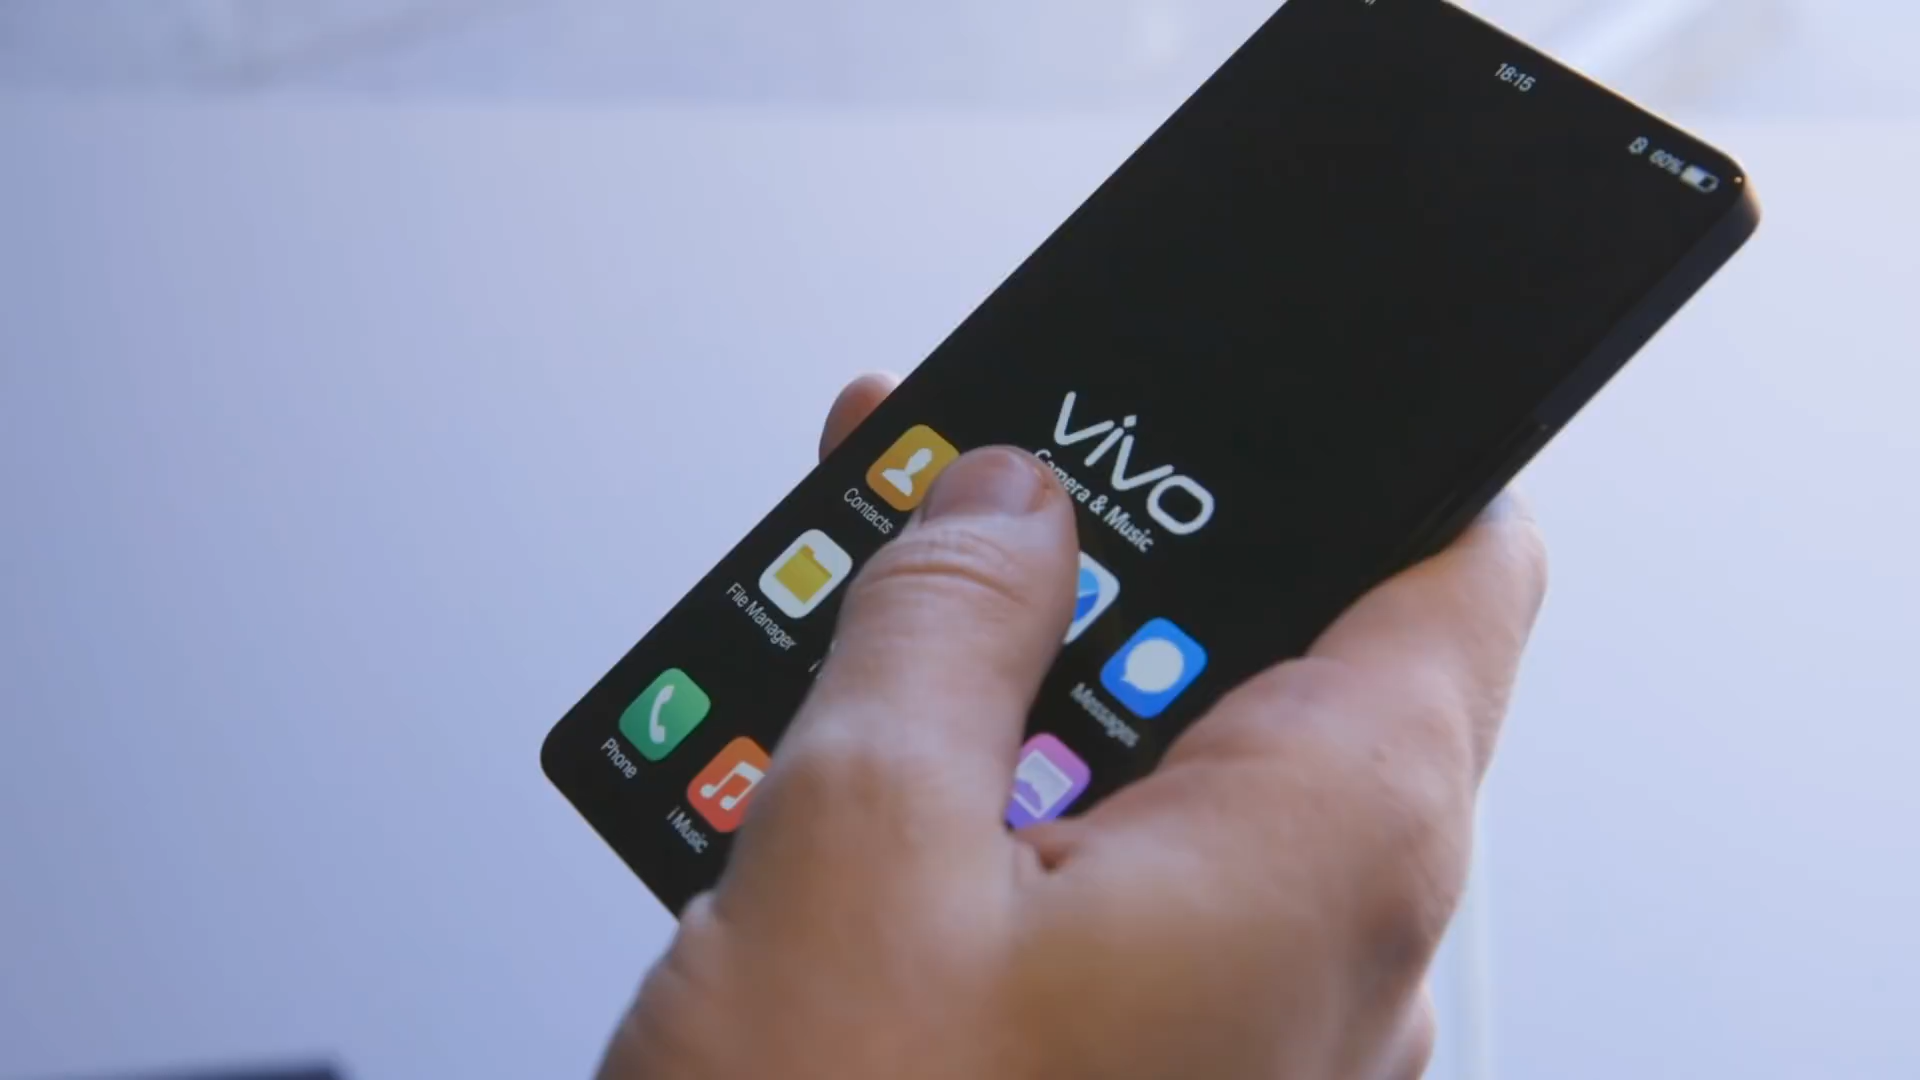 18:15
60%
vivo
Camera & Music
Contacts
File Manager
Messages
Phone
i Music